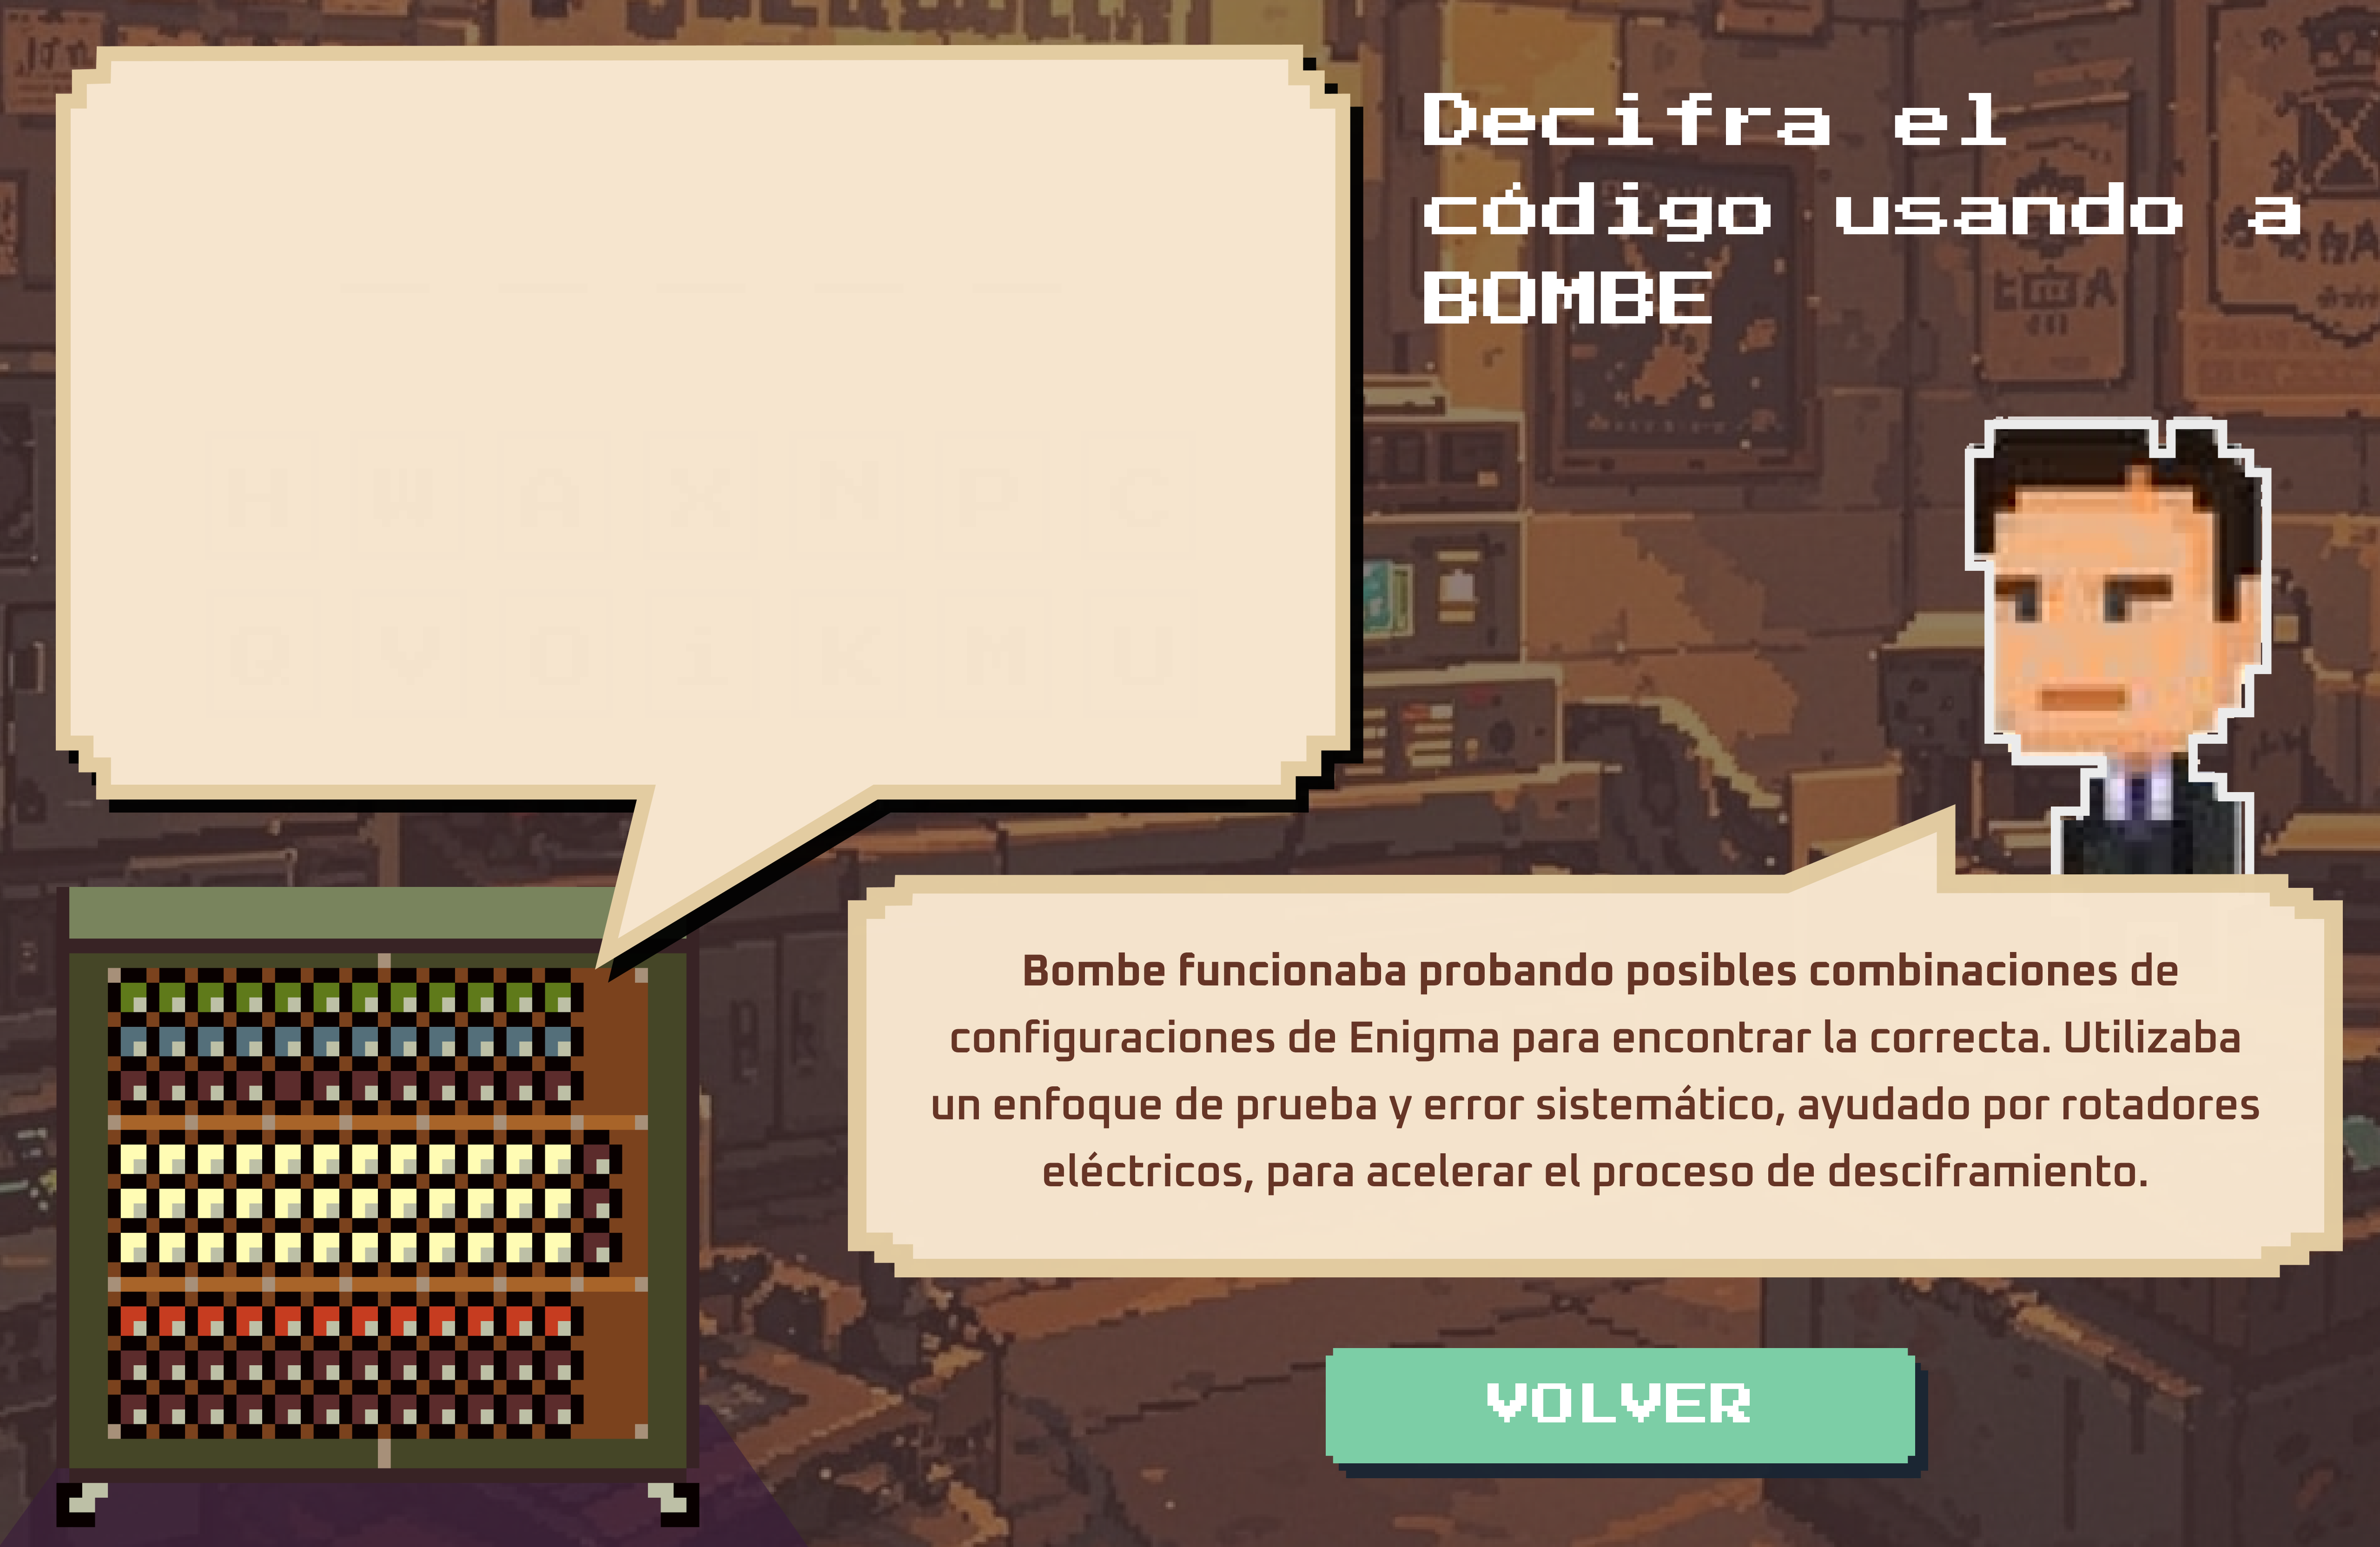 Decifra el
código usando a
BOMBE
H W A X N P C
Q V O i K M U
Bombe funcionaba probando posibles combinaciones de
configuraciones de Enigma para encontrar la correcta. Utilizaba
un enfoque de prueba y error sistemático, ayudado por rotadores
eléctricos, para acelerar el proceso de desciframiento.
VOLVER